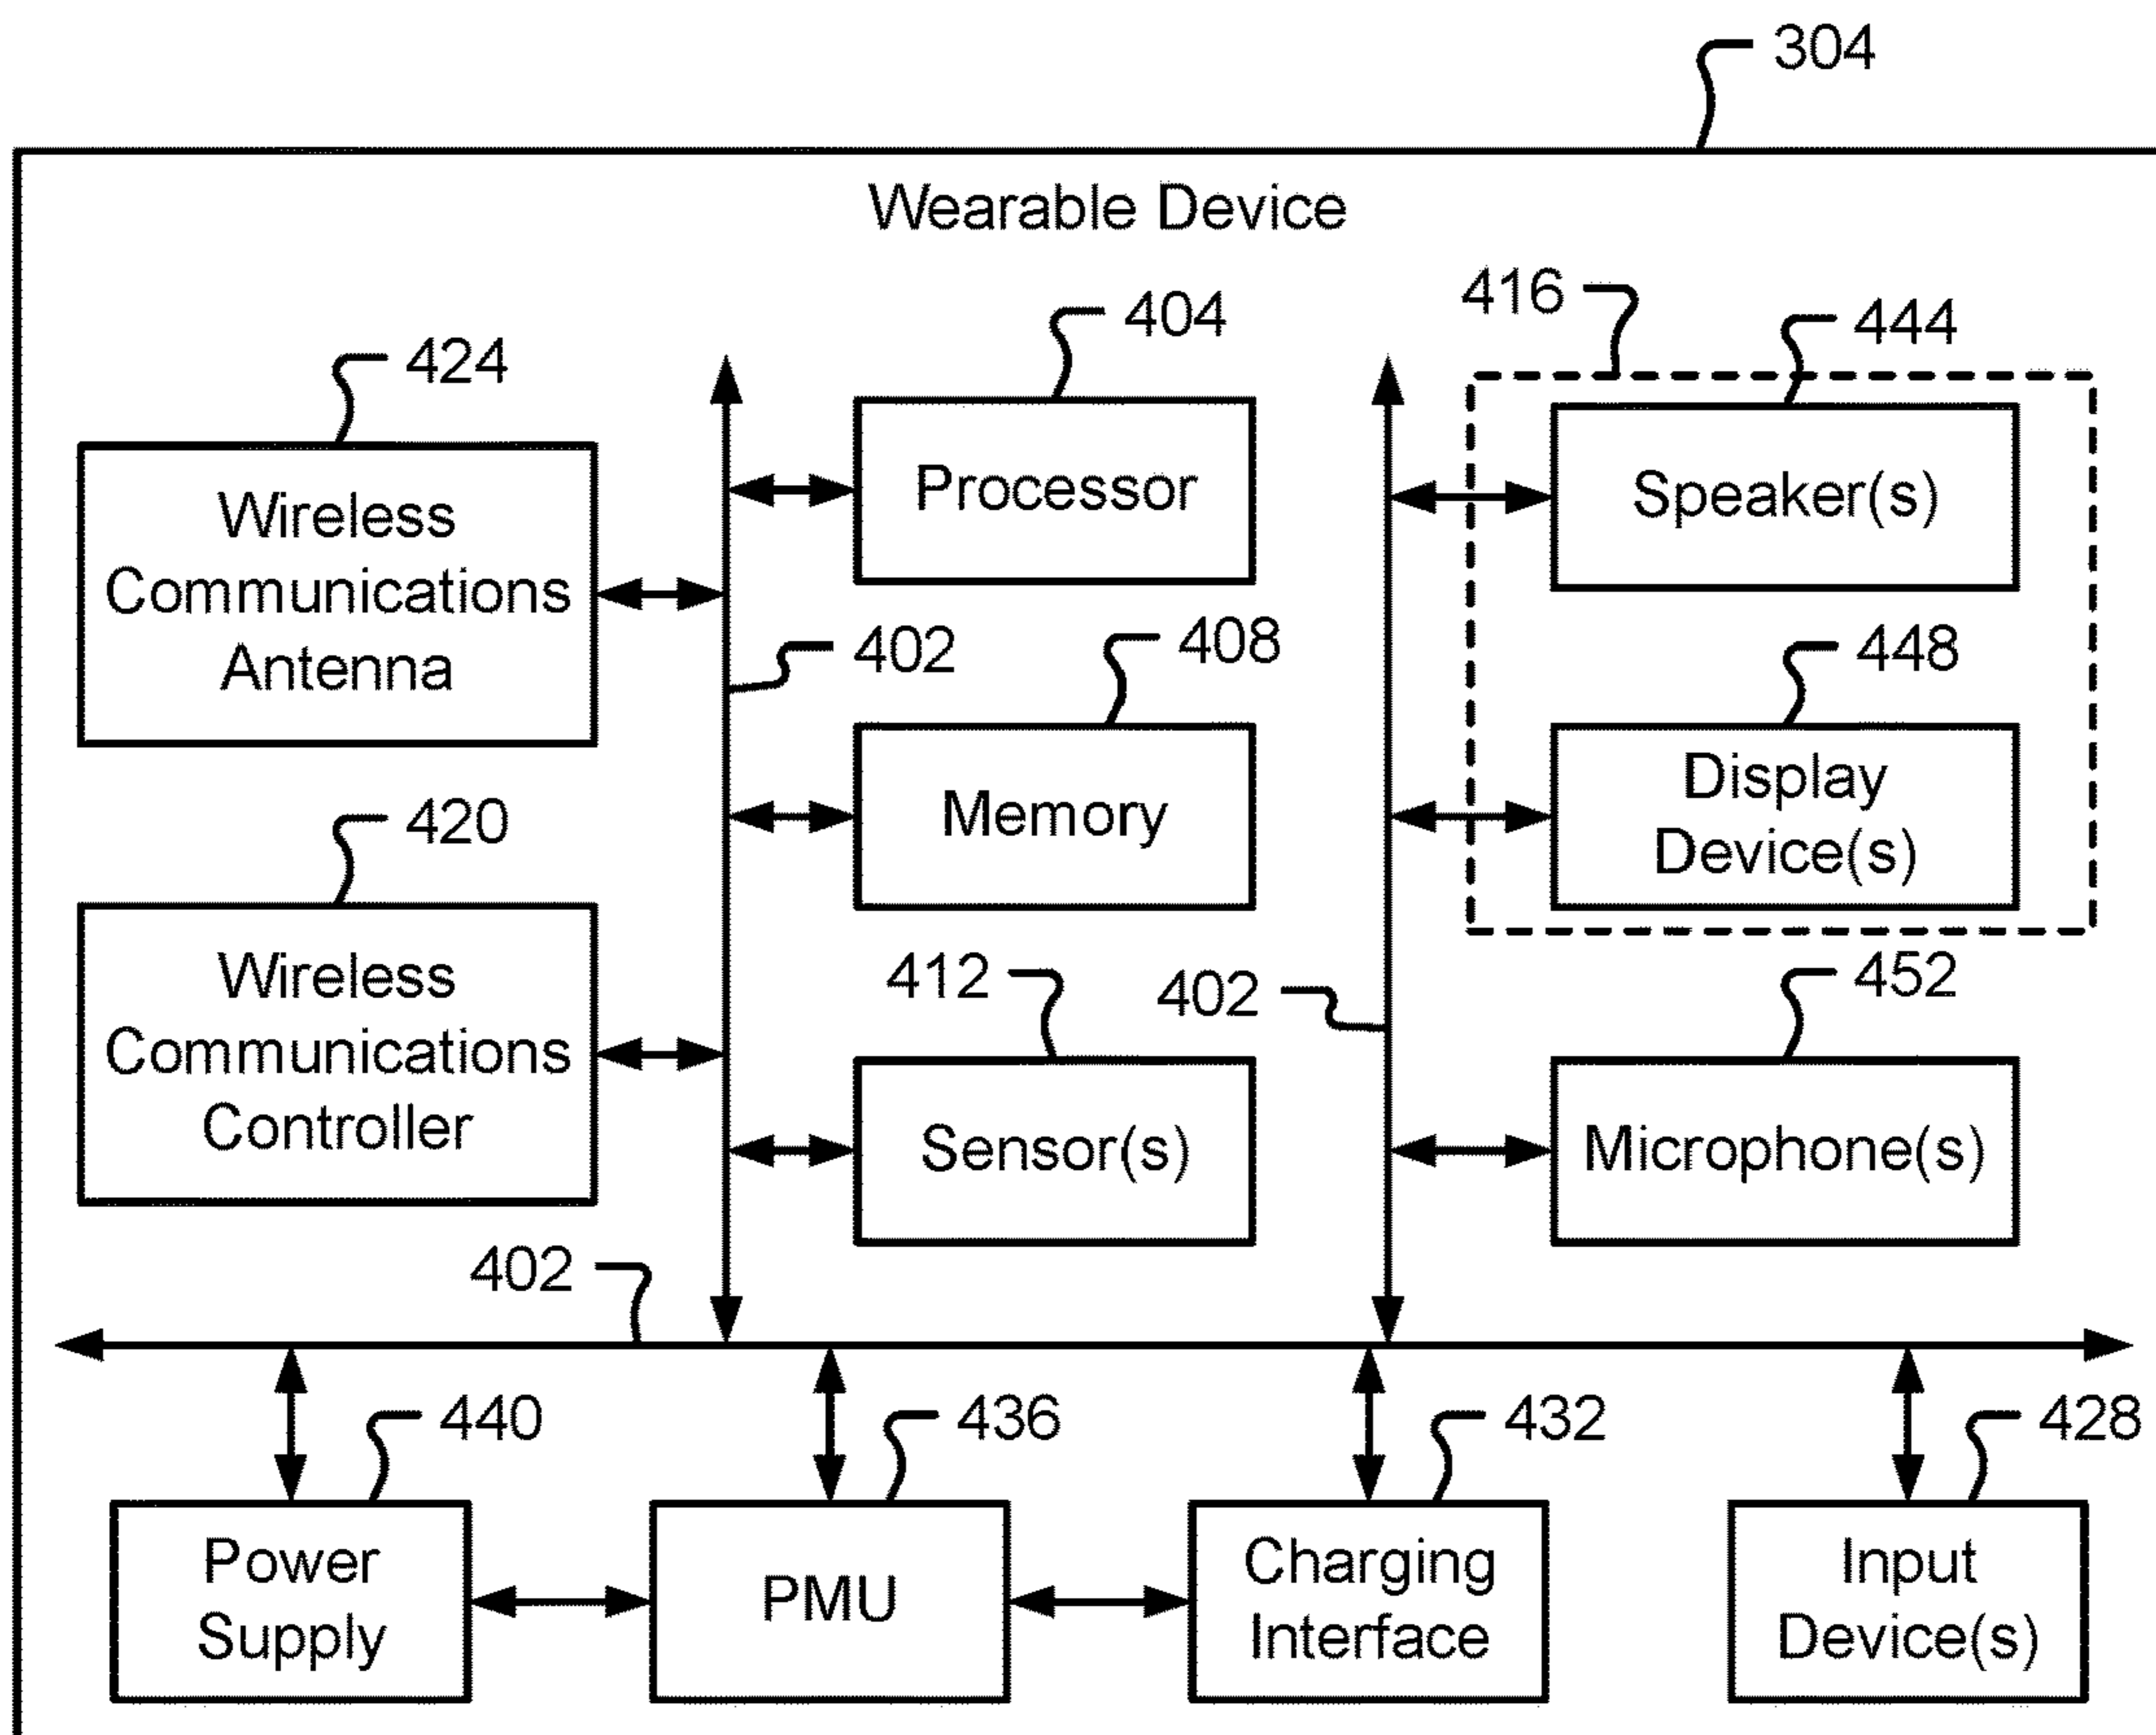 304
Wearable Device
416
444
404
424
Wireless
Communications
Antenna
Processor
Speaker(s)
402
408
448
Memory
Display
Device(s)
420
Wireless
Communications
Controller
412
402
452
Sensor(s)
Microphone(s)
402
440
436
432
428
Power
Supply
PMU
Charging
Interface
Input
Device(s)